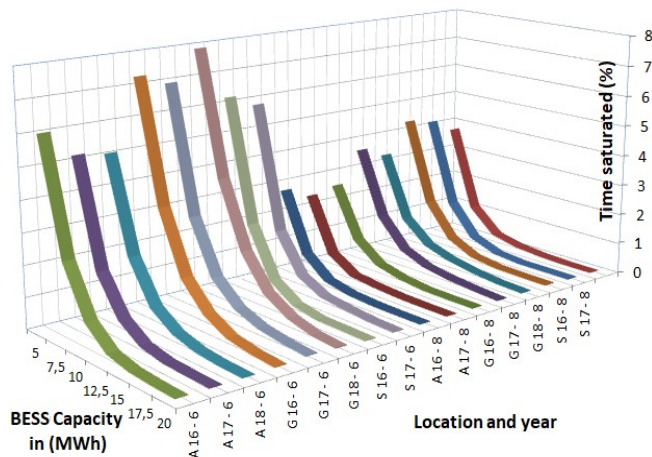 8
7
6
5
4
3
2
1
0
Time saturated (%)
5
7,5
10
12,5
15
17,5
20
BESS Capacity
in (MWh)
A 16 - 6
A 17 - 6
A 18 - 6
G 16 - 6
G 17 - 6
G 18 - 6
S 16 - 6
S 17 - 6
A 16 - 8
A 17 - 8
G 16 - 8
G 17 - 8
G 18 - 8
S 16 - 8
S 17 - 8
Location and year